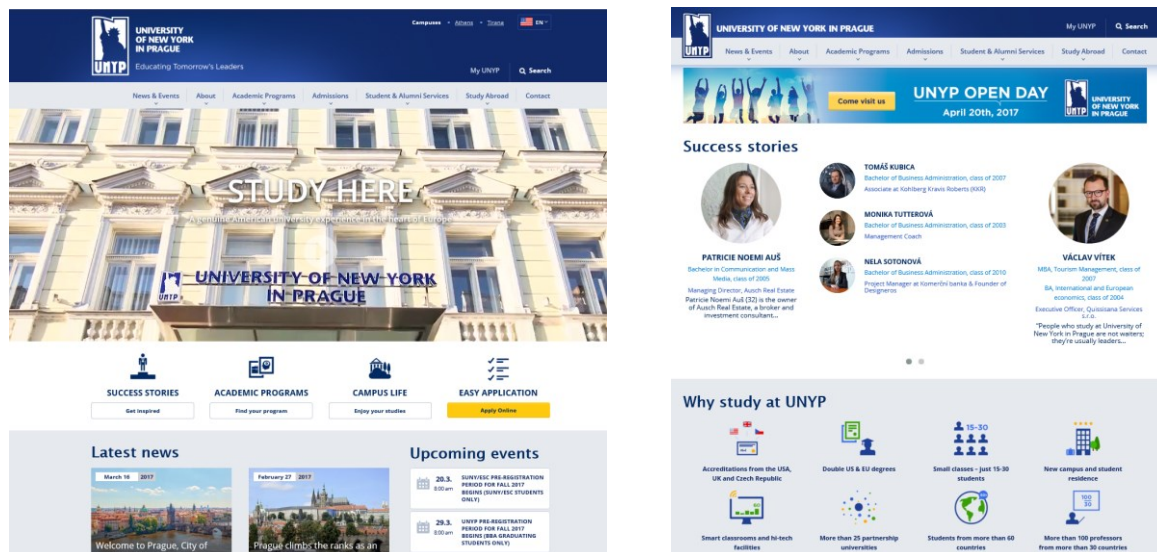 UNIVERSITY
OF NEW YORK
IN PRAGUE
UNYP
Educating Tomorrow's Leaders
Campuses • Athens • Tirana
EN
My UNYP
Search
News & Events
About
Academic Programs
Admissions
Student & Alumni Services
Study Abroad
Contact
STUDY HERE
A genuine American university experience in the heart of Europe
UNYP
UNIVERSITY OF NEW YORK
IN PRAGUE
SUCCESS STORIES
Get inspired
ACADEMIC PROGRAMS
Find your program
CAMPUS LIFE
Enjoy your studies
EASY APPLICATION
Apply Online
Latest news
March 16 2017
Welcome to Prague, City of
February 27 2017
Prague climbs the ranks as an
Upcoming events
20.3.
8:00 am
SUNY/ESC PRE-REGISTRATION
PERIOD FOR FALL 2017
BEGINS (SUNY/ESC STUDENTS
ONLY)
29.3.
9:00 am
UNYP PRE-REGISTRATION
PERIOD FOR FALL 2017
BEGINS (BBA GRADUATING
STUDENTS ONLY)
UNYP
UNIVERSITY OF NEW YORK IN PRAGUE
My UNYP
Search
News & Events
About
Academic Programs
Admissions
Student & Alumni Services
Study Abroad
Contact
Come visit us
UNYP OPEN DAY
April 20th, 2017
UNYP
UNIVERSITY
OF NEW YORK
IN PRAGUE
Success stories
PATRICIE NOEMI AUŠ
Bachelor in Communication and Mass
Media, class of 2005
Managing Director, Ausch Real Estate
Patricie Noemi Auš (32) is the owner
of Ausch Real Estate, a broker and
investment consultant...
TOMÁŠ KUBICA
Bachelor of Business Administration, class of 2007
Associate at Kohlberg Kravis Roberts (KKR)
MONIKA TUTTEROVÁ
Bachelor of Business Administration, class of 2003
Management Coach
NELA SOTONOVÁ
Bachelor of Business Administration, class of 2010
Project Manager at Komerční banka & Founder of
Designeros
VÁCLAV VÍTEK
MBA, Tourism Management, class of
2007
BA, International and European
economics, class of 2004
Executive Officer, Quissisana Services
s.r.o.
"People who study at University of
New York in Prague are not waiters;
they're usually leaders...
Why study at UNYP
Accreditations from the USA,
UK and Czech Republic
Double US & EU degrees
15-30
Small classes – just 15-30
students
New campus and student
residence
Smart classrooms and hi-tech
facilities
More than 25 partnership
universities
Students from more than 60
countries
100
30
More than 100 professors
from more than 30 countries